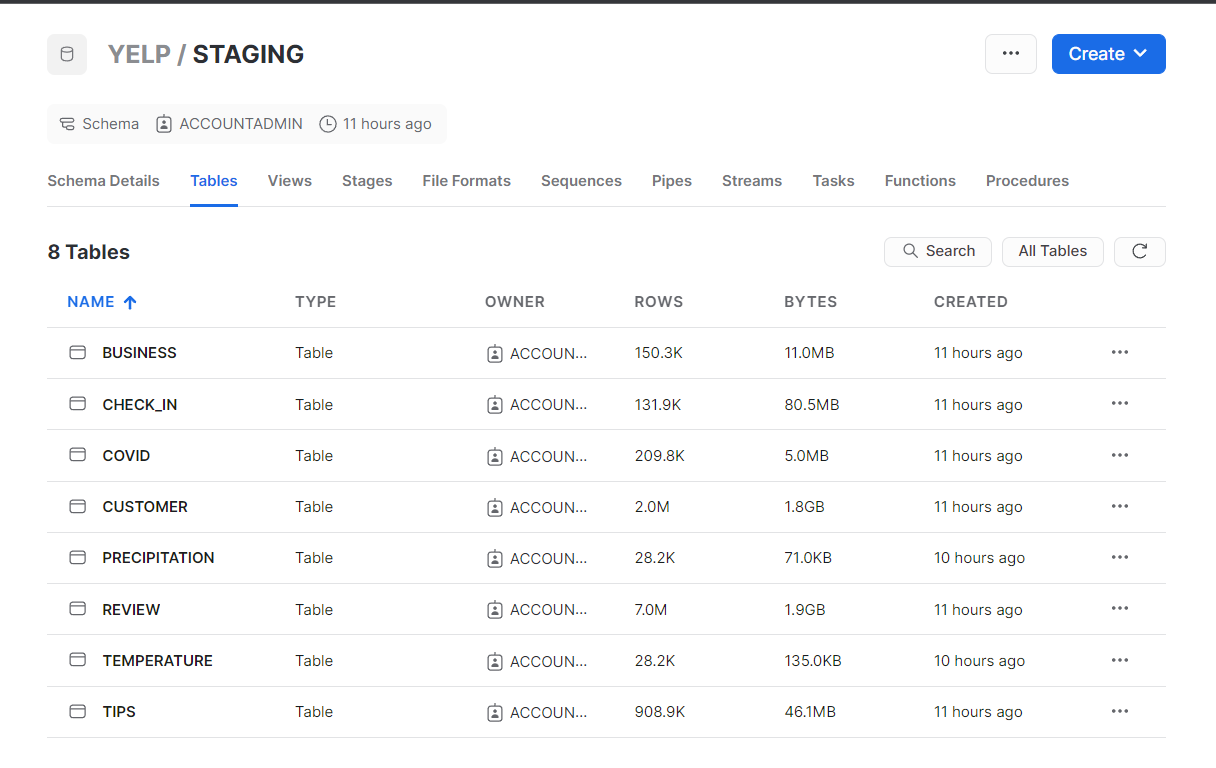 YELP / STAGING
... Create
Schema ACCOUNTADMIN 11 hours ago
Schema Details Tables Views Stages File Formats Sequences Pipes Streams Tasks Functions Procedures
8 Tables Search All Tables
NAME TYPE OWNER ROWS BYTES CREATED
BUSINESS Table ACCOUN... 150.3K 11.0MB 11 hours ago ...
CHECK_IN Table ACCOUN... 131.9K 80.5MB 11 hours ago ...
COVID Table ACCOUN... 209.8K 5.0MB 11 hours ago ...
CUSTOMER Table ACCOUN... 2.0M 1.8GB 11 hours ago ...
PRECIPITATION Table ACCOUN... 28.2K 71.0KB 10 hours ago ...
REVIEW Table ACCOUN... 7.0M 1.9GB 11 hours ago ...
TEMPERATURE Table ACCOUN... 28.2K 135.0KB 10 hours ago ...
TIPS Table ACCOUN... 908.9K 46.1MB 11 hours ago ...